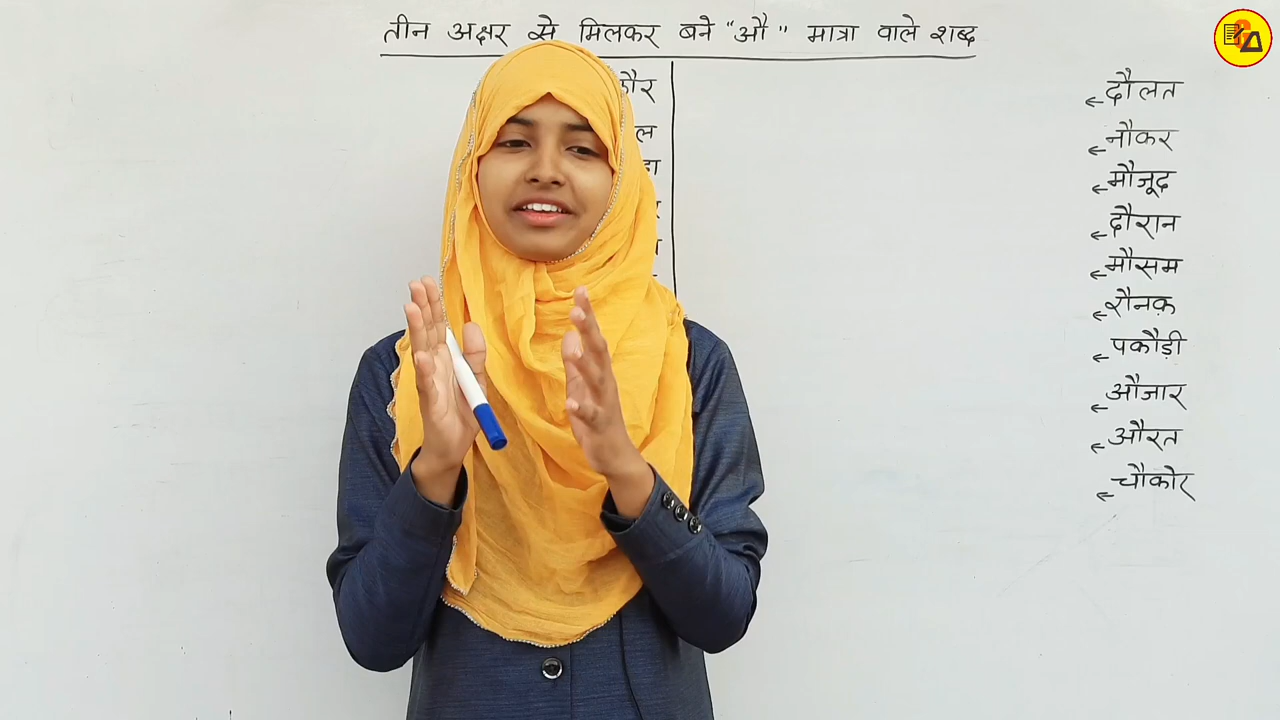 तीन अक्षर से मिलकर बने "औ" मात्रा वाले शब्द
दौलत
नौकर
मौजूद
दौरान
मौसम
रौनक़
पकौड़ी
औजार
औरत
चौकोर